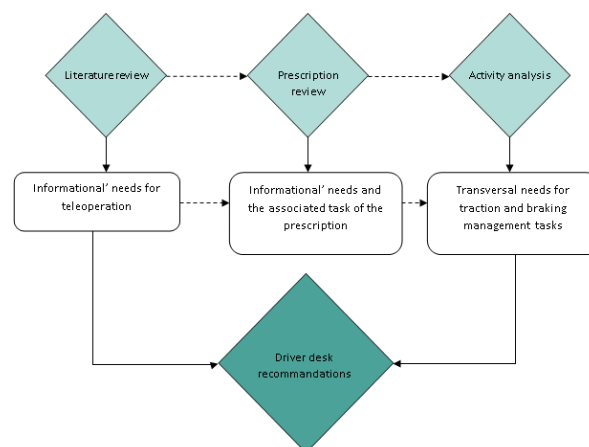 Literature review
Prescription
review
Activity analysis
Informational' needs for
teleoperation
Informational' needs and
the associated task of the
prescription
Transversal needs for
traction and braking
management tasks
Driver desk
recommandations